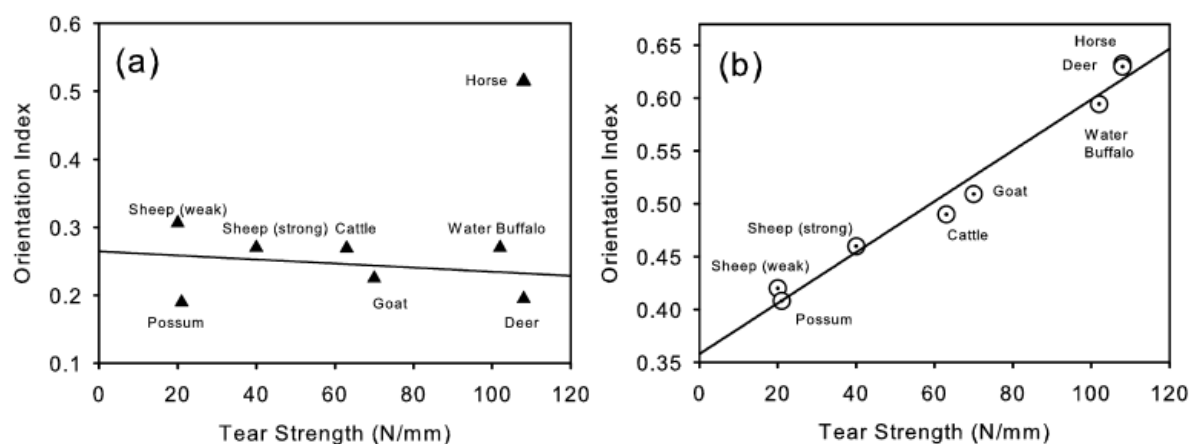 (a)
Orientation Index
0.6
0.5
0.4
0.3
0.2
0.1
Horse
Sheep (weak)
Sheep (strong) Cattle
Water Buffalo
Possum
Goat
Deer
0 20 40 60 80 100 120
Tear Strength (N/mm)
(b)
Orientation Index
0.65
0.60
0.55
0.50
0.45
0.40
0.35
Horse
Deer
Water
Buffalo
Goat
Cattle
Sheep (strong)
Sheep (weak)
Possum
0 20 40 60 80 100 120
Tear Strength (N/mm)